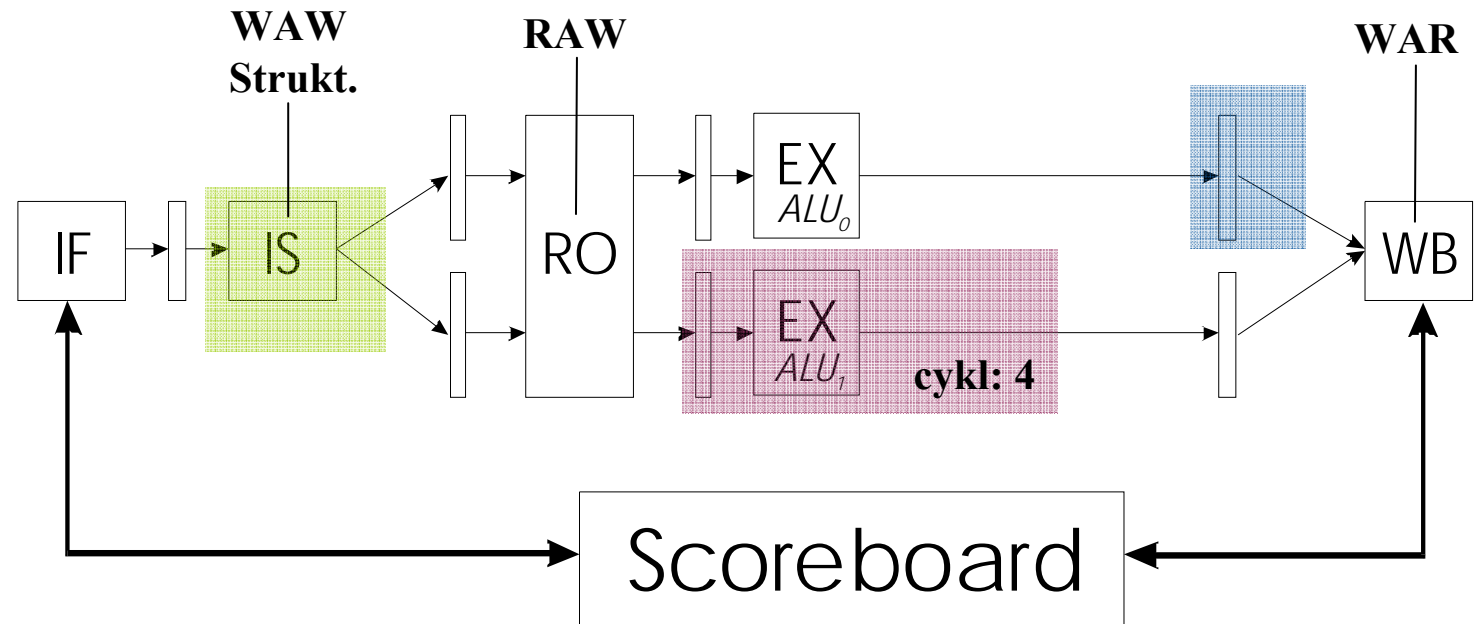 WAW
Strukt.
RAW
WAR
IF
IS
RO
EX
ALU0
EX
ALU1
cykl: 4
WB
Scoreboard